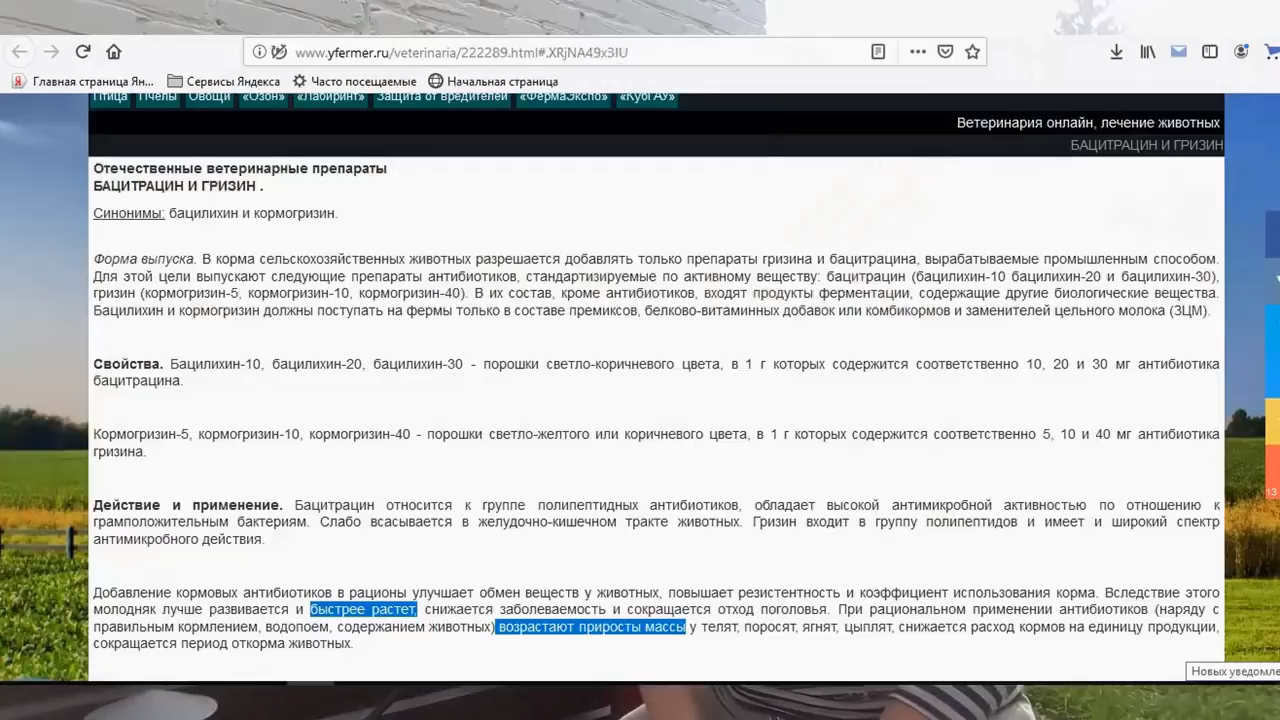 www.yfermer.ru/veterinaria/222289.html#.XRjNA49x3IU
Главная страница Ян... Сервисы Яндекса Часто посещаемые Начальная страница
Птица Пчелы Овощи «Озон» «Лабиринт» Защита от вредителей «ФермаЭкспо» «КубГАУ»
Ветеринария онлайн, лечение животных
БАЦИТРАЦИН И ГРИЗИН
Отечественные ветеринарные препараты
БАЦИТРАЦИН И ГРИЗИН .
Синонимы: бацилихин и кормогризин.
Форма выпуска. В корма сельскохозяйственных животных разрешается добавлять только препараты гризина и бацитрацина, вырабатываемые промышленным способом.
Для этой цели выпускают следующие препараты антибиотиков, стандартизируемые по активному веществу: бацитрацин (бацилихин-10 бацилихин-20 и бацилихин-30),
гризин (кормогризин-5, кормогризин-10, кормогризин-40). В их состав, кроме антибиотиков, входят продукты ферментации, содержащие другие биологические вещества.
Бацилихин и кормогризин должны поступать на фермы только в составе премиксов, белково-витаминных добавок или комбикормов и заменителей цельного молока (ЗЦМ).
Свойства. Бацилихин-10, бацилихин-20, бацилихин-30 - порошки светло-коричневого цвета, в 1 г которых содержится соответственно 10, 20 и 30 мг антибиотика
бацитрацина.
Кормогризин-5, кормогризин-10, кормогризин-40 - порошки светло-желтого или коричневого цвета, в 1 г которых содержится соответственно 5, 10 и 40 мг антибиотика
гризина.
Действие и применение. Бацитрацин относится к группе полипептидных антибиотиков, обладает высокой антимикробной активностью по отношению к
грамположительным бактериям. Слабо всасывается в желудочно-кишечном тракте животных. Гризин входит в группу полипептидов и имеет и широкий спектр
антимикробного действия.
Добавление кормовых антибиотиков в рационы улучшает обмен веществ у животных, повышает резистентность и коэффициент использования корма. Вследствие этого
молодняк лучше развивается и быстрее растет, снижается заболеваемость и сокращается отход поголовья. При рациональном применении антибиотиков (наряду с
правильным кормлением, водопоем, содержанием животных) возрастают приросты массы у телят, поросят, ягнят, цыплят, снижается расход кормов на единицу продукции,
сокращается период откорма животных.
13
Новых уведомле